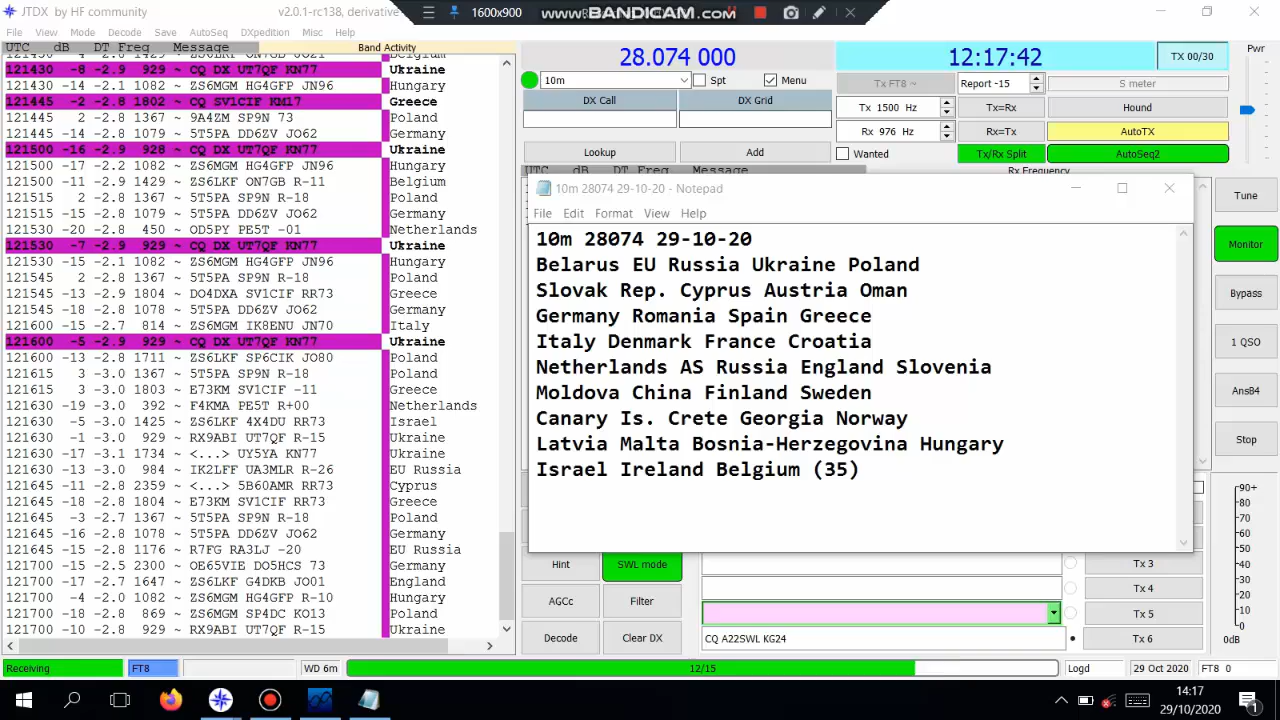 JTDX by HF community v2.0.1-rc138, derivative
1600x900
www.BANDICAM.com
File View Mode Decode Save AutoSeq DXpedition Misc Help
UTC dB DT Freq Message Band Activity
121430 -8 -2.9 929 ~ CQ DX UT7QF KN77 Ukraine
121430 -14 -2.1 1082 ~ ZS6MGM HG4GFP JN96 Hungary
121445 -2 -2.8 1802 ~ CQ SV1CIF KM17 Greece
121445 2 -2.8 1367 ~ 9A4ZM SP9N 73 Poland
121445 -14 -2.8 1079 ~ 5T5PA DD6ZV JO62 Germany
121500 -16 -2.9 928 ~ CQ DX UT7QF KN77 Ukraine
121500 -17 -2.2 1082 ~ ZS6MGM HG4GFP JN96 Hungary
121500 -11 -2.9 1429 ~ ZS6LKF ON7GB R-11 Belgium
121515 2 -2.8 1367 ~ 5T5PA SP9N R-18 Poland
121515 -15 -2.8 1079 ~ 5T5PA DD6ZV JO62 Germany
121530 -20 -2.8 450 ~ OD5PY PE5T -01 Netherlands
121530 -7 -2.9 929 ~ CQ DX UT7QF KN77 Ukraine
121530 -15 -2.1 1082 ~ ZS6MGM HG4GFP JN96 Hungary
121545 2 -2.8 1367 ~ 5T5PA SP9N R-18 Poland
121545 -13 -2.9 1804 ~ DO4DXA SV1CIF RR73 Greece
121545 -18 -2.8 1082 ~ 5T5PA DD6ZV JO62 Germany
121600 -15 -2.7 814 ~ ZS6MGM IK8ENU JN70 Italy
121600 -5 -2.9 929 ~ CQ DX UT7QF KN77 Ukraine
121600 -13 -2.8 1711 ~ ZS6LKF SP6CIK JO80 Poland
121615 3 -3.0 1367 ~ 5T5PA SP9N R-18 Poland
121615 3 -2.9 1803 ~ E73KM SV1CIF -11 Greece
121630 -19 -3.0 392 ~ F4KMA PE5T R+00 Netherlands
121630 -5 -3.0 1425 ~ ZS6LKF 4X4DU RR73 Israel
121630 -1 -3.0 929 ~ RX9ABI UT7QF R-15 Ukraine
121630 -17 -3.1 1734 ~ <...> UY5YA KN77 Ukraine
121630 -13 -3.0 984 ~ IK2LFF UA3MLR R-26 EU Russia
121645 -11 -2.8 2359 ~ <...> 5B60AMR RR73 Cyprus
121645 -8 -2.8 1804 ~ E73KM SV1CIF RR73 Greece
121645 -3 -2.7 1367 ~ 5T5PA SP9N R-18 Poland
121645 -16 -2.8 1078 ~ 5T5PA DD6ZV JO62 Germany
121645 -15 -2.8 1176 ~ R7FG RA3LJ -20 EU Russia
121700 -15 -2.5 2300 ~ OE65VIE DO5HCS 73 Germany
121700 -17 -2.7 1647 ~ ZS6LKF G4DKB JO01 England
121700 -4 -2.0 1082 ~ ZS6MGM HG4GFP R-10 Hungary
121700 -18 -2.8 869 ~ ZS6MGM SP4DC KO13 Poland
121700 -10 -2.8 929 ~ RX9ABI UT7QF R-15 Ukraine
28.074 000
12:17:42
TX 00/30
Pwr
10m Spt Menu
Tx FT8 ~ Report -15 S meter
DX Call DX Grid
Tx 1500 Hz Tx=Rx Hound
Rx 976 Hz Rx=Tx AutoTX
Lookup Add Wanted Tx/Rx Split AutoSeq2
UTC dB DT Freq Message Rx Frequency
10m 28074 29-10-20 - Notepad
File Edit Format View Help
10m 28074 29-10-20
Belarus EU Russia Ukraine Poland
Slovak Rep. Cyprus Austria Oman
Germany Romania Spain Greece
Italy Denmark France Croatia
Netherlands AS Russia England Slovenia
Moldova China Finland Sweden
Canary Is. Crete Georgia Norway
Latvia Malta Bosnia-Herzegovina Hungary
Israel Ireland Belgium (35)
Tune
Monitor
Bypass
1 QSO
AnsB4
Stop
90+
80
70
60
50
40
30
20
10
0
0dB
Hint SWL mode Tx 3
Tx 4
AGCc Filter Tx 5
Decode Clear DX CQ A22SWL KG24 Tx 6
Receiving FT8 WD 6m 12/15 Logd 29 Oct 2020 FT8 0
14:17
29/10/2020
1